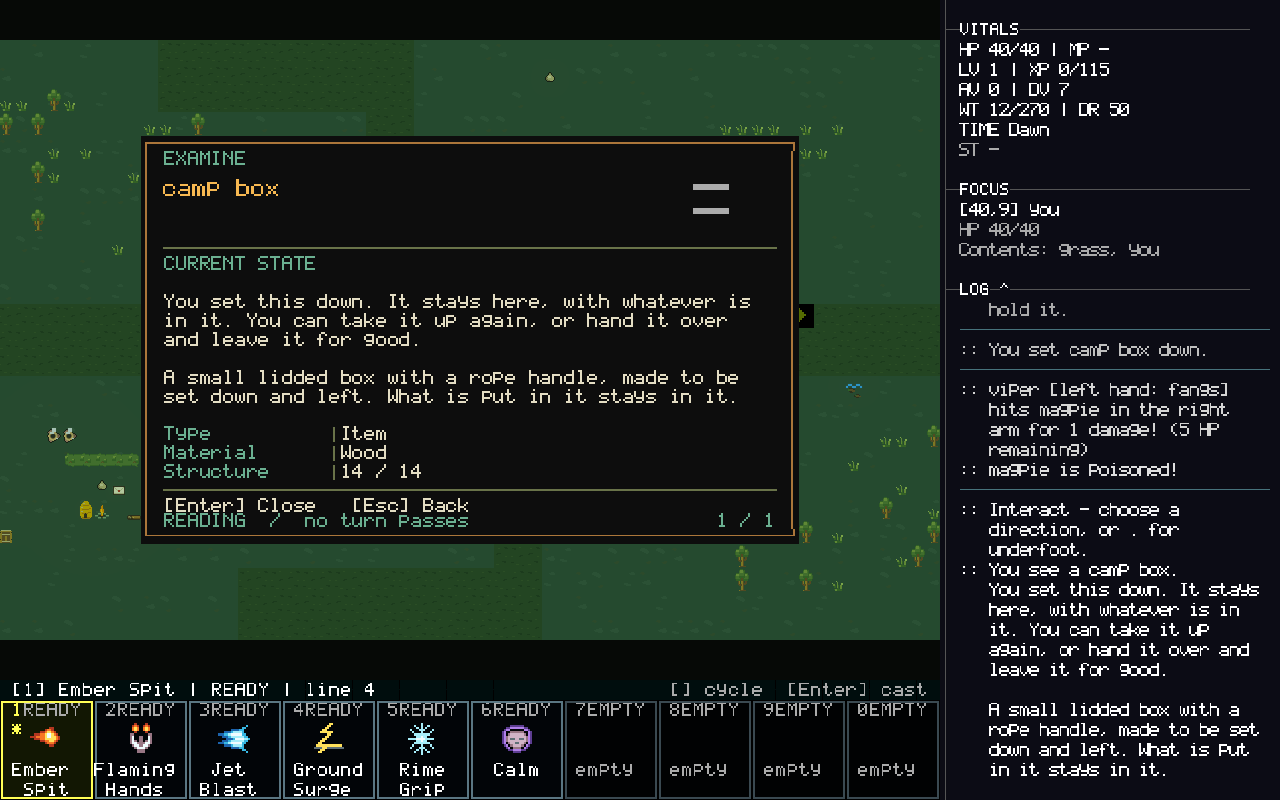 EXAMINE
camp box
CURRENT STATE
You set this down. It stays here, with whatever is
in it. You can take it up again, or hand it over
and leave it for good.
A small lidded box with a rope handle, made to be
set down and left. What is put in it stays in it.
Type | Item
Material | Wood
Structure | 14 / 14
[Enter] Close [Esc] Back
READING / no turn passes 1 / 1
VITALS
HP 40/40 | MP -
LV 1 | XP 0/115
AV 0 | DV 7
WT 12/270 | DR 50
TIME Dawn
ST -
FOCUS
[40,9] You
HP 40/40
Contents: grass, you
LOG ^
hold it.
:: You set camp box down.
:: viper [left hand: fangs]
hits magpie in the right
arm for 1 damage! (5 HP
remaining)
:: magpie is Poisoned!
:: Interact - choose a
direction, or . for
underfoot.
:: You see a camp box.
You set this down. It stays
here, with whatever is in
it. You can take it up
again, or hand it over and
leave it for good.
A small lidded box with a
rope handle, made to be set
down and left. What is put
in it stays in it.
[1] Ember Spit | READY | line 4 [] cycle [Enter] cast
1READY 2READY 3READY 4READY 5READY 6READY 7EMPTY 8EMPTY 9EMPTY 0EMPTY
*
Ember Flaming Jet Ground Rime Calm empty empty empty empty
Spit Hands Blast Surge Grip